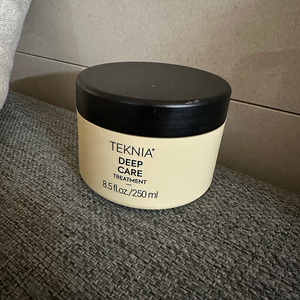 TEKNIA®
DEEP
CARE
TREATMENT
8.5 fl.oz./250 ml